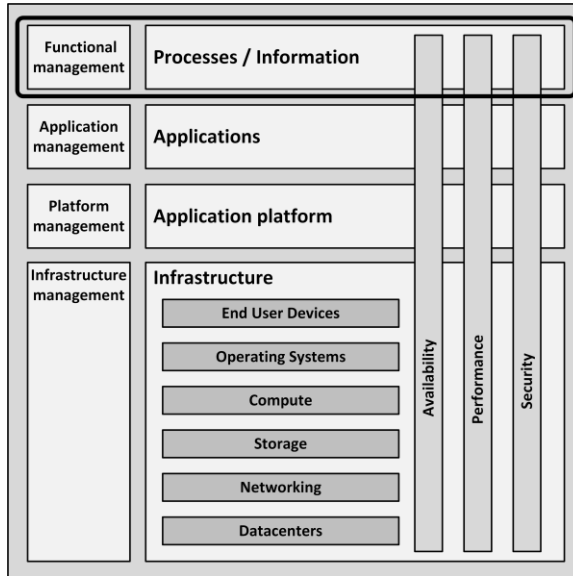 Functional
management
Processes / Information
Application
management
Applications
Platform
management
Application platform
Infrastructure
management
Infrastructure
End User Devices
Operating Systems
Compute
Storage
Networking
Datacenters
Availability
Performance
Security